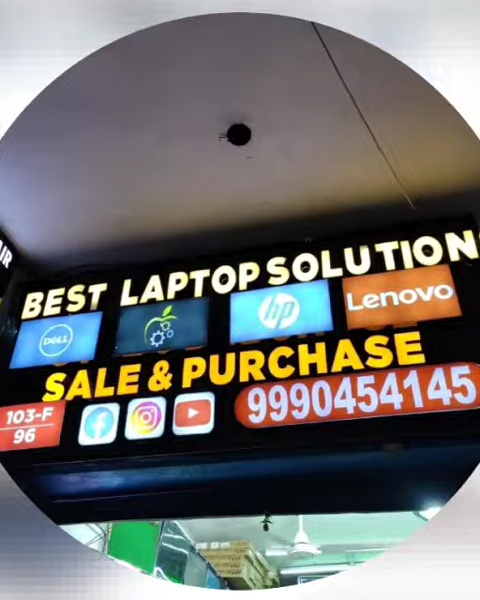 BEST LAPTOP SOLUTION
DELL
hp
Lenovo
SALE & PURCHASE
103-F
96
9990454145